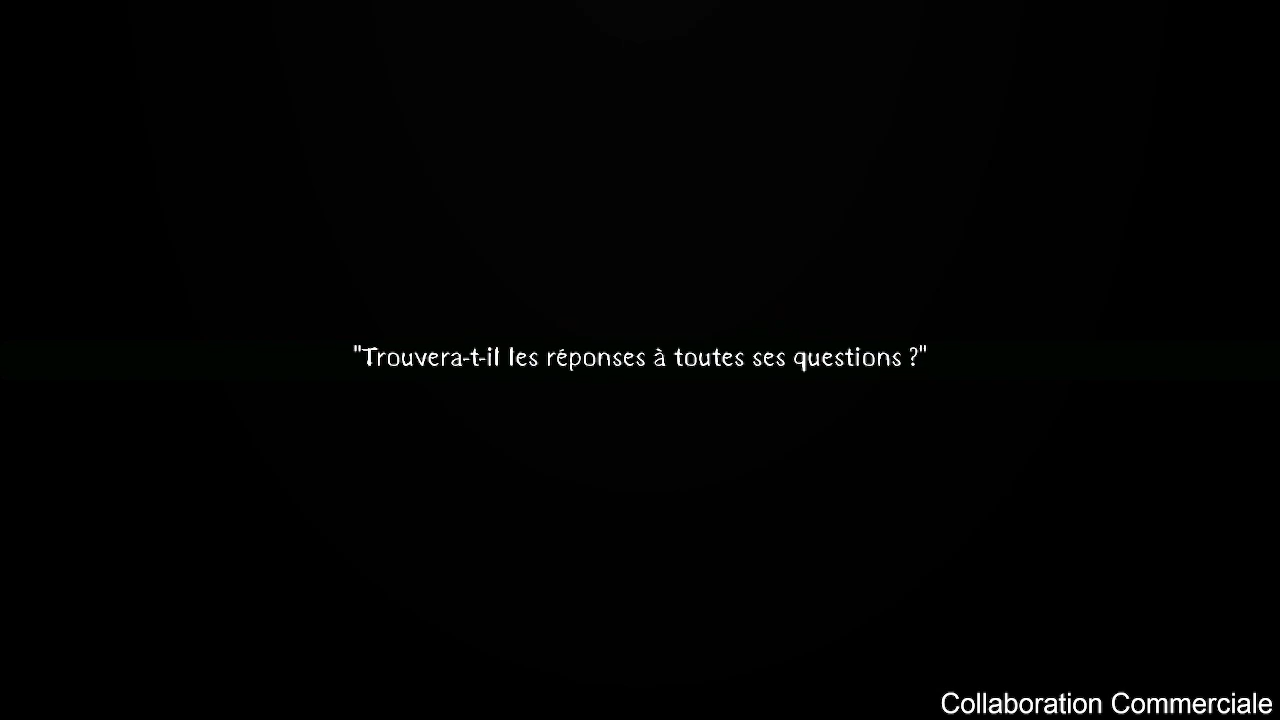 "Trouvera-t-il les réponses à toutes ses questions ?"
Collaboration Commerciale